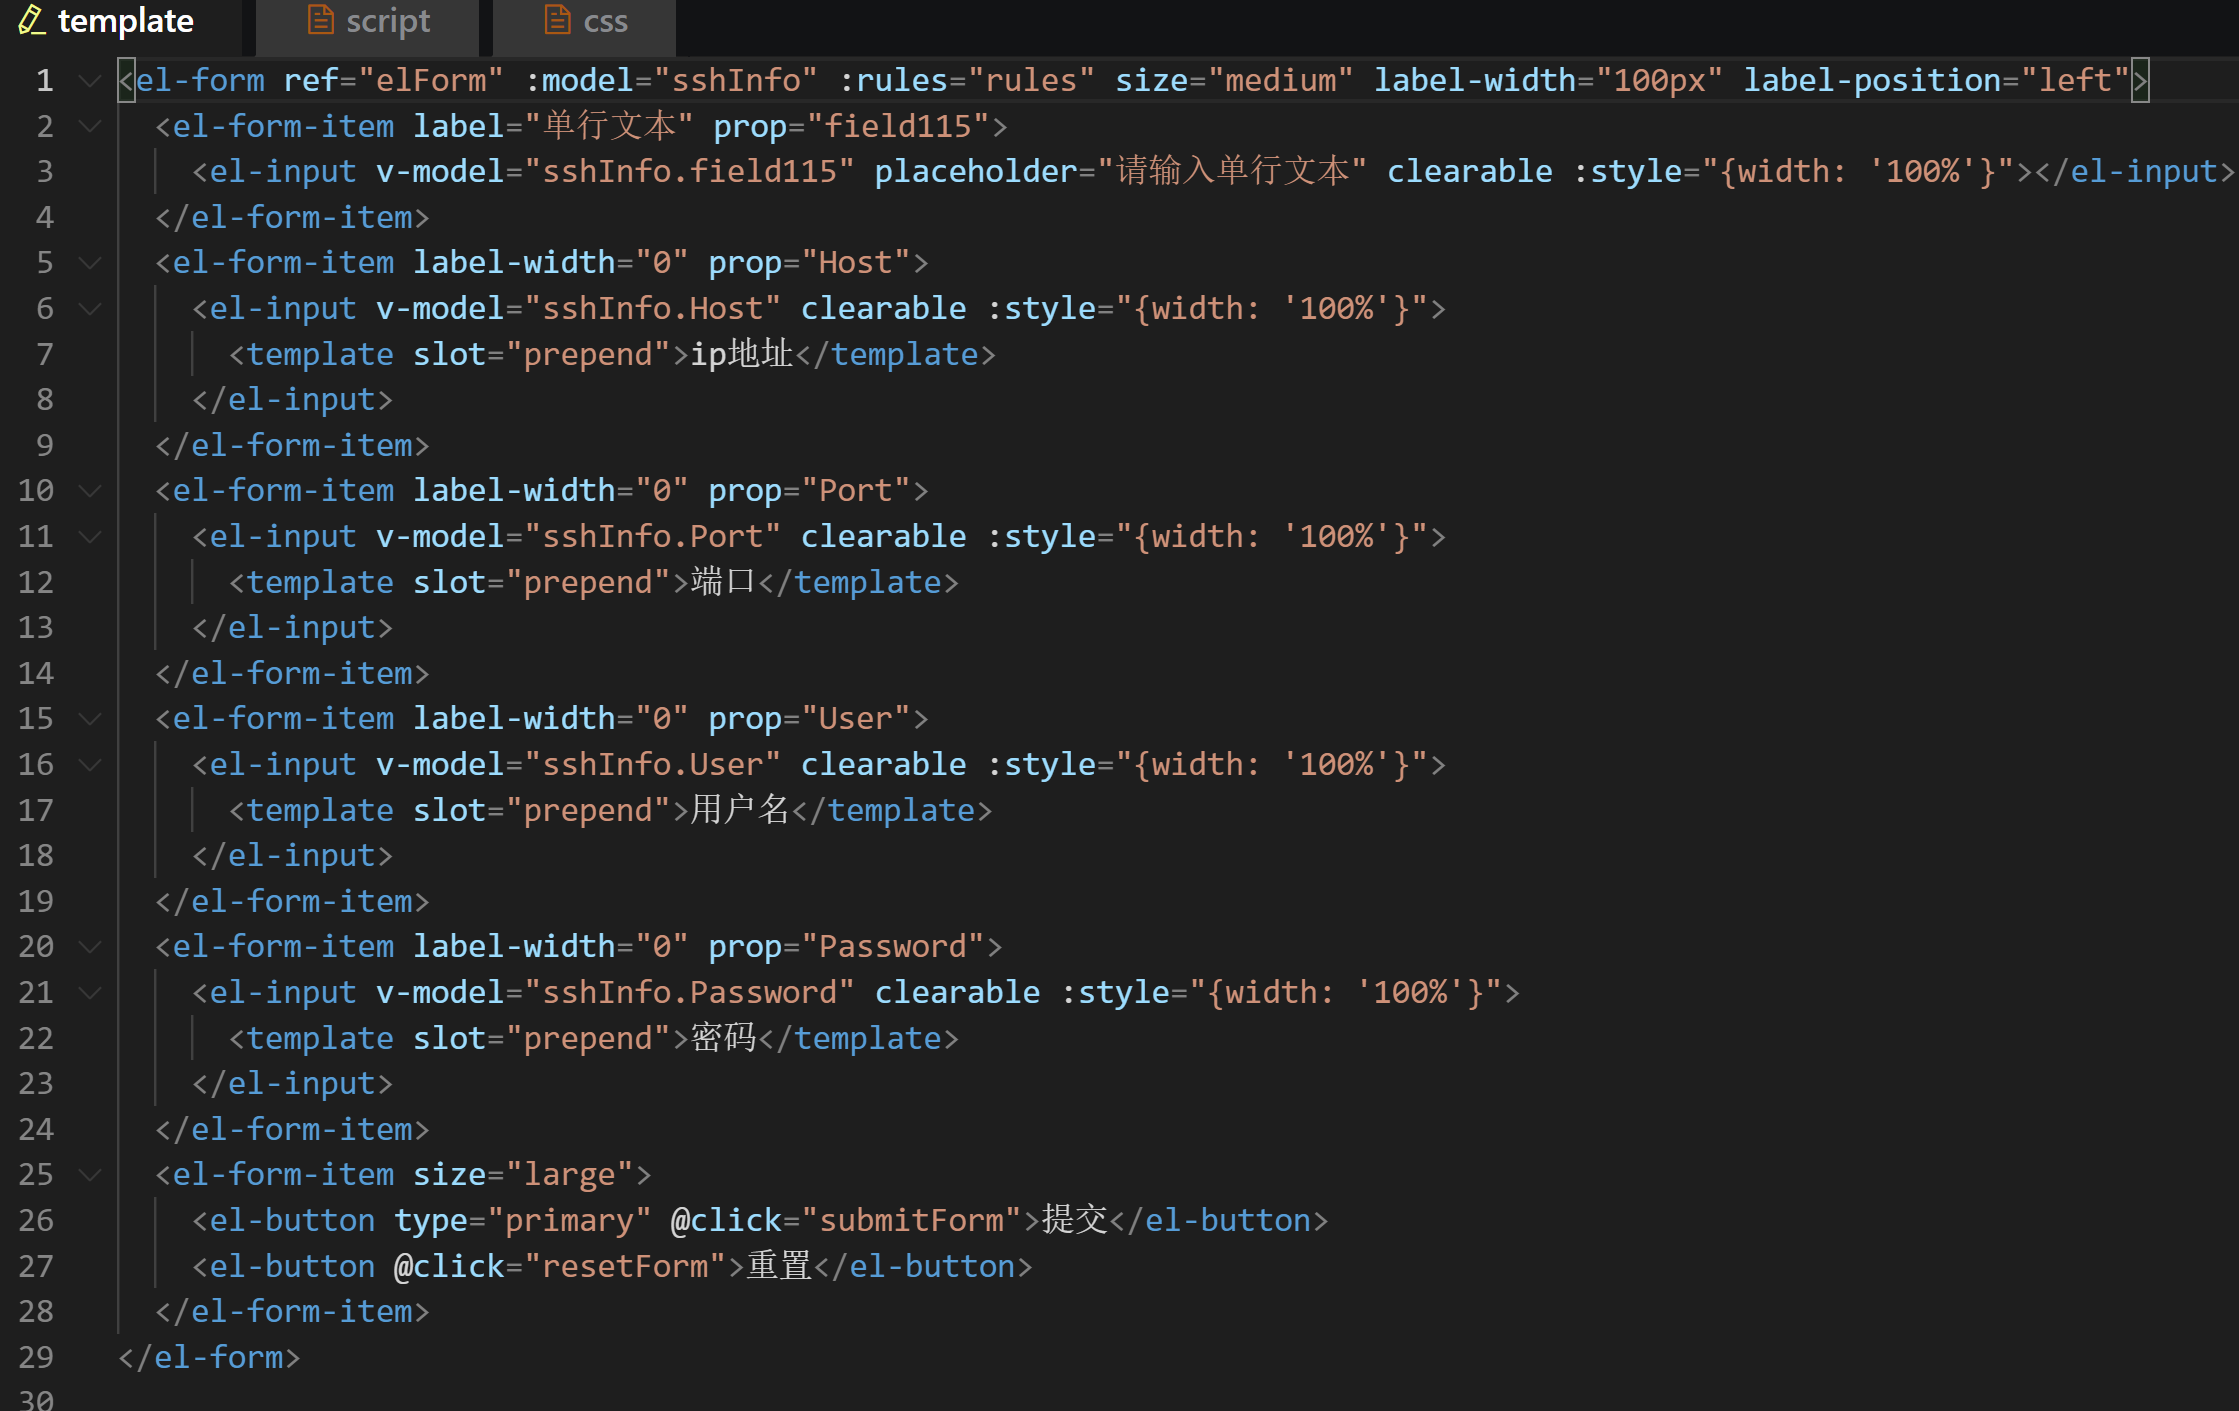 template script css
1 <el-form ref="elForm" :model="sshInfo" :rules="rules" size="medium" label-width="100px" label-position="left">
2 <el-form-item label="单行文本" prop="field115">
3 <el-input v-model="sshInfo.field115" placeholder="请输入单行文本" clearable :style="{width: '100%'}"></el-input>
4 </el-form-item>
5 <el-form-item label-width="0" prop="Host">
6 <el-input v-model="sshInfo.Host" clearable :style="{width: '100%'}">
7 <template slot="prepend">ip地址</template>
8 </el-input>
9 </el-form-item>
10 <el-form-item label-width="0" prop="Port">
11 <el-input v-model="sshInfo.Port" clearable :style="{width: '100%'}">
12 <template slot="prepend">端口</template>
13 </el-input>
14 </el-form-item>
15 <el-form-item label-width="0" prop="User">
16 <el-input v-model="sshInfo.User" clearable :style="{width: '100%'}">
17 <template slot="prepend">用户名</template>
18 </el-input>
19 </el-form-item>
20 <el-form-item label-width="0" prop="Password">
21 <el-input v-model="sshInfo.Password" clearable :style="{width: '100%'}">
22 <template slot="prepend">密码</template>
23 </el-input>
24 </el-form-item>
25 <el-form-item size="large">
26 <el-button type="primary" @click="submitForm">提交</el-button>
27 <el-button @click="resetForm">重置</el-button>
28 </el-form-item>
29 </el-form>
30